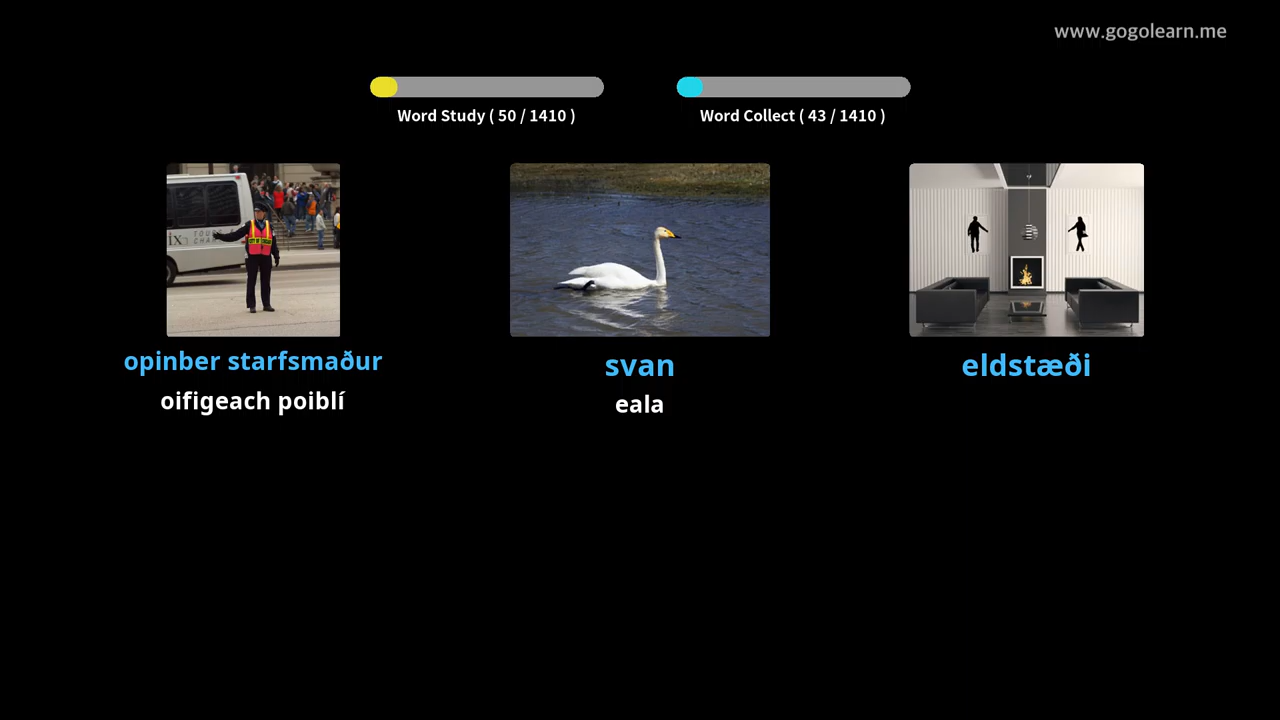 www.gogolearn.me
Word Study ( 50 / 1410 )
Word Collect ( 43 / 1410 )
opinber starfsmaður
oifigeach poiblí
svan
eala
eldstæði